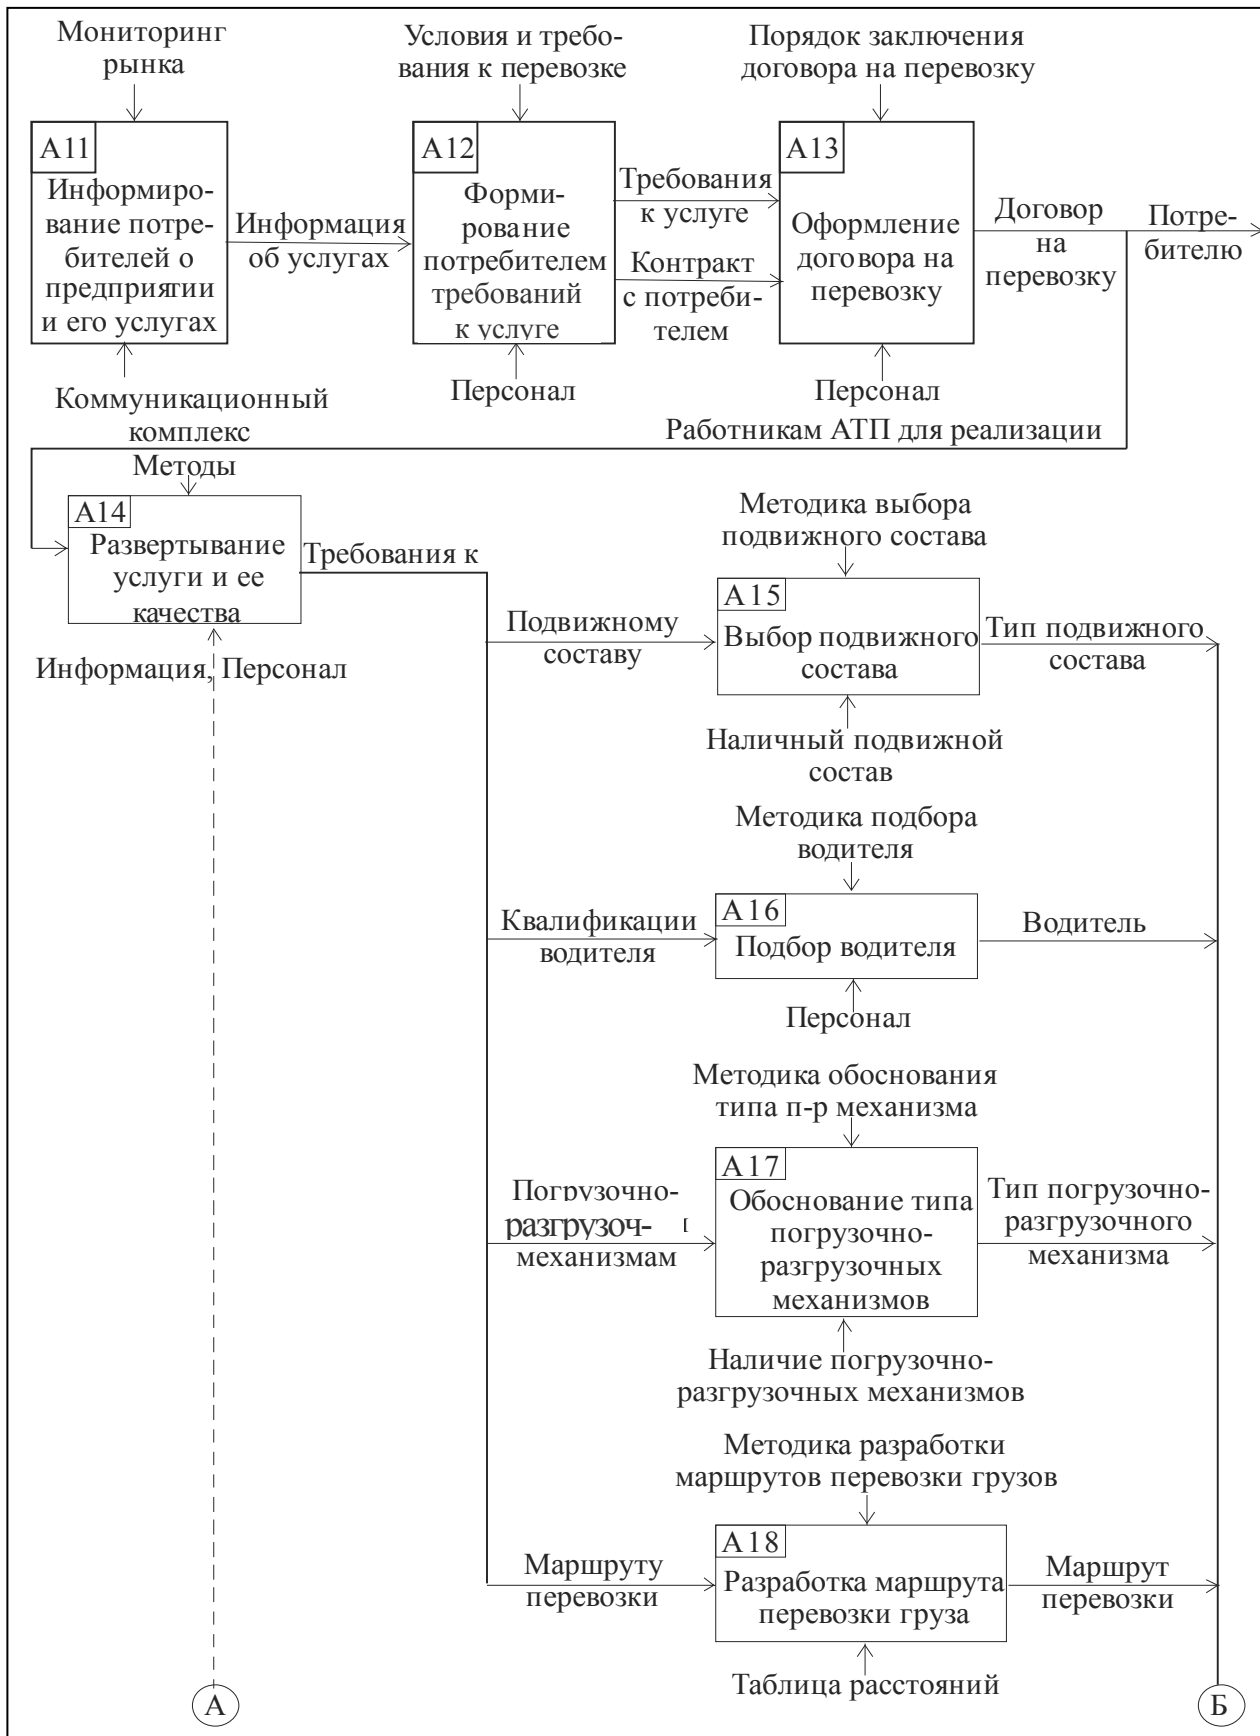 Мониторинг
рынка
Условия и требо-
вания к перевозке
Порядок заключения
договора на перевозку
А11
Информиро-
вание потре-
бителей о
предприятии
и его услугах
Информация
об услугах
А12
Форми-
рование
потребителем
требований
к услуге
Требования
к услуге
Контракт
с потреби-
телем
А13
Оформление
договора на
перевозку
Договор
на
перевозку
Потре-
бителю
Коммуникационный
комплекс
Персонал
Персонал
Работникам АТП для реализации
Методы
А14
Развертывание
услуги и ее
качества
Требования к
Информация, Персонал
Методика выбора
подвижного состава
Подвижному
составу
А15
Выбор подвижного
состава
Тип подвижного
состава
Наличный подвижной
состав
Методика подбора
водителя
Квалификации
водителя
А16
Подбор водителя
Водитель
Персонал
Методика обоснования
типа п-р механизма
Погрузочно-
разгрузоч-
механизмам
А17
Обоснование типа
погрузочно-
разгрузочных
механизмов
Тип погрузочно-
разгрузочного
механизма
Наличие погрузочно-
разгрузочных механизмов
Методика разработки
маршрутов перевозки грузов
Маршруту
перевозки
А18
Разработка маршрута
перевозки груза
Маршрут
перевозки
Таблица расстояний
А
Б